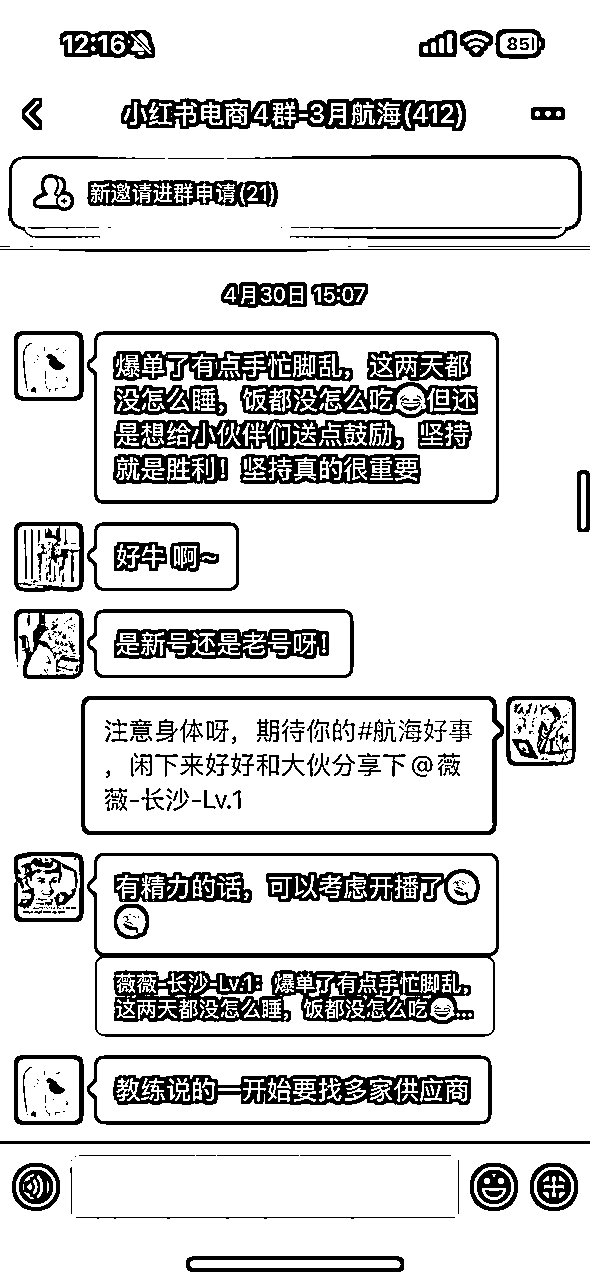 12:16
85
小红书电商4群-3月航海(412)
新邀请进群申请(21)
4月30日 15:07
爆单了有点手忙脚乱，这两天都
没怎么睡，饭都没怎么吃😂但还
是想给小伙伴们送点鼓励，坚持
就是胜利！坚持真的很重要
好牛 啊~
是新号还是老号呀！
注意身体呀，期待你的#航海好事
，闲下来好好和大伙分享下@薇
薇-长沙-Lv.1
有精力的话，可以考虑开播了
薇薇-长沙-Lv.1：爆单了有点手忙脚乱，
这两天都没怎么睡，饭都没怎么吃😂...
教练说的一开始要找多家供应商